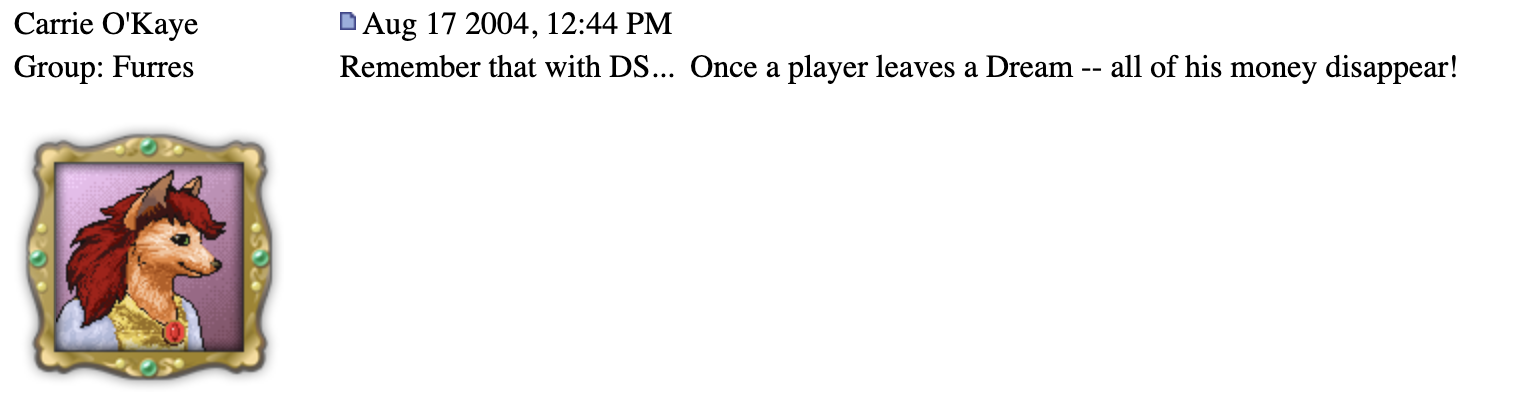 Carrie O'Kaye
Aug 17 2004, 12:44 PM
Group: Furres
Remember that with DS...  Once a player leaves a Dream -- all of his money disappear!